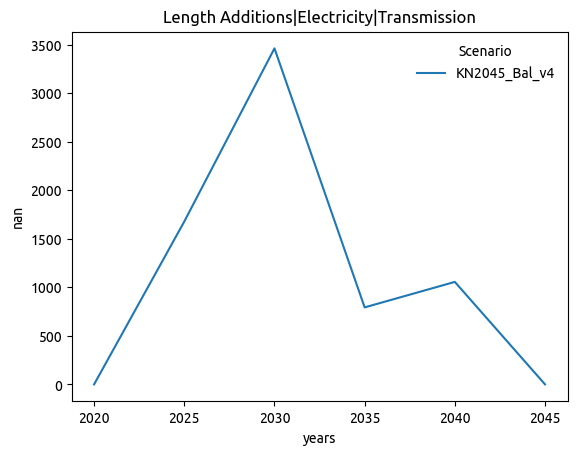 Length Additions|Electricity|Transmission
3500
3000
2500
2000
1500
1000
500
0
nan
Scenario
KN2045_Bal_v4
2020 2025 2030 2035 2040 2045
years